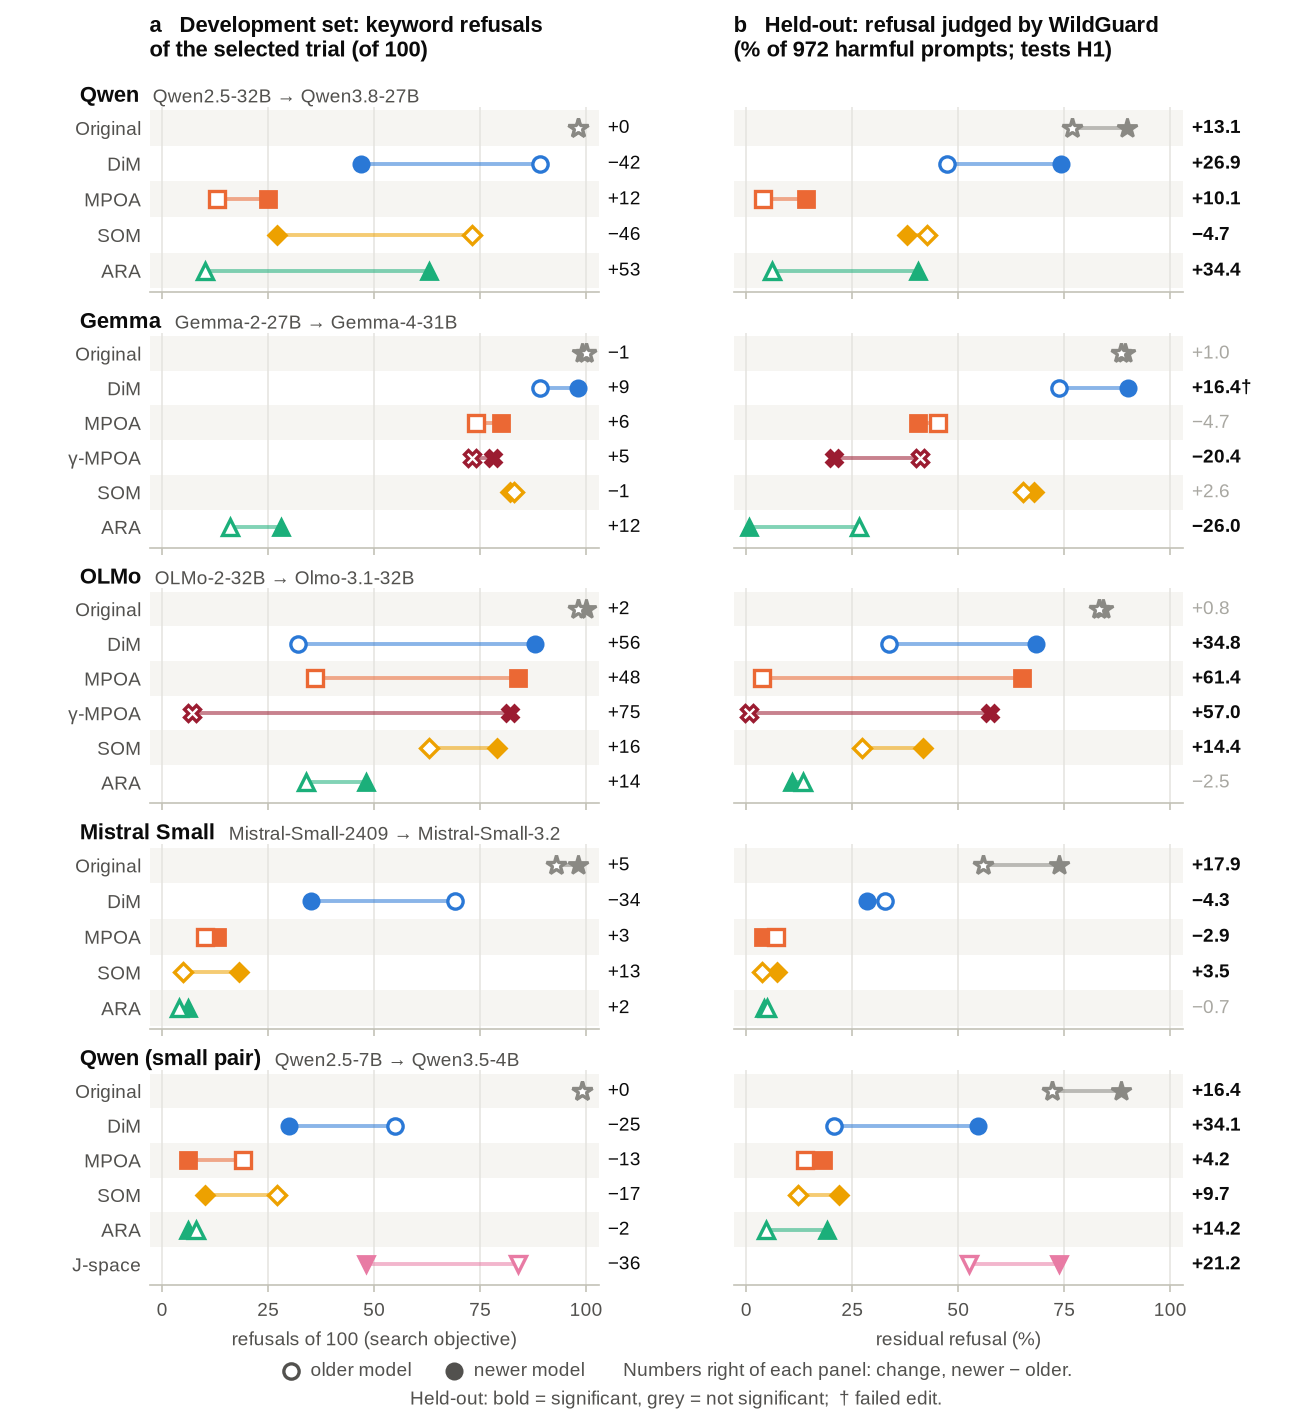 a Development set: keyword refusals
of the selected trial (of 100)
b Held-out: refusal judged by WildGuard
(% of 972 harmful prompts; tests H1)
Qwen Qwen2.5-32B → Qwen3.8-27B
Original +0 +13.1
DiM −42 +26.9
MPOA +12 +10.1
SOM −46 −4.7
ARA +53 +34.4
Gemma Gemma-2-27B → Gemma-4-31B
Original −1 +1.0
DiM +9 +16.4†
MPOA +6 −4.7
γ-MPOA +5 −20.4
SOM −1 +2.6
ARA +12 −26.0
OLMo OLMo-2-32B → Olmo-3.1-32B
Original +2 +0.8
DiM +56 +34.8
MPOA +48 +61.4
γ-MPOA +75 +57.0
SOM +16 +14.4
ARA +14 −2.5
Mistral Small Mistral-Small-2409 → Mistral-Small-3.2
Original +5 +17.9
DiM −34 −4.3
MPOA +3 −2.9
SOM +13 +3.5
ARA +2 −0.7
Qwen (small pair) Qwen2.5-7B → Qwen3.5-4B
Original +0 +16.4
DiM −25 +34.1
MPOA −13 +4.2
SOM −17 +9.7
ARA −2 +14.2
J-space −36 +21.2
0 25 50 75 100 0 25 50 75 100
refusals of 100 (search objective) residual refusal (%)
older model newer model Numbers right of each panel: change, newer − older.
Held-out: bold = significant, grey = not significant; † failed edit.